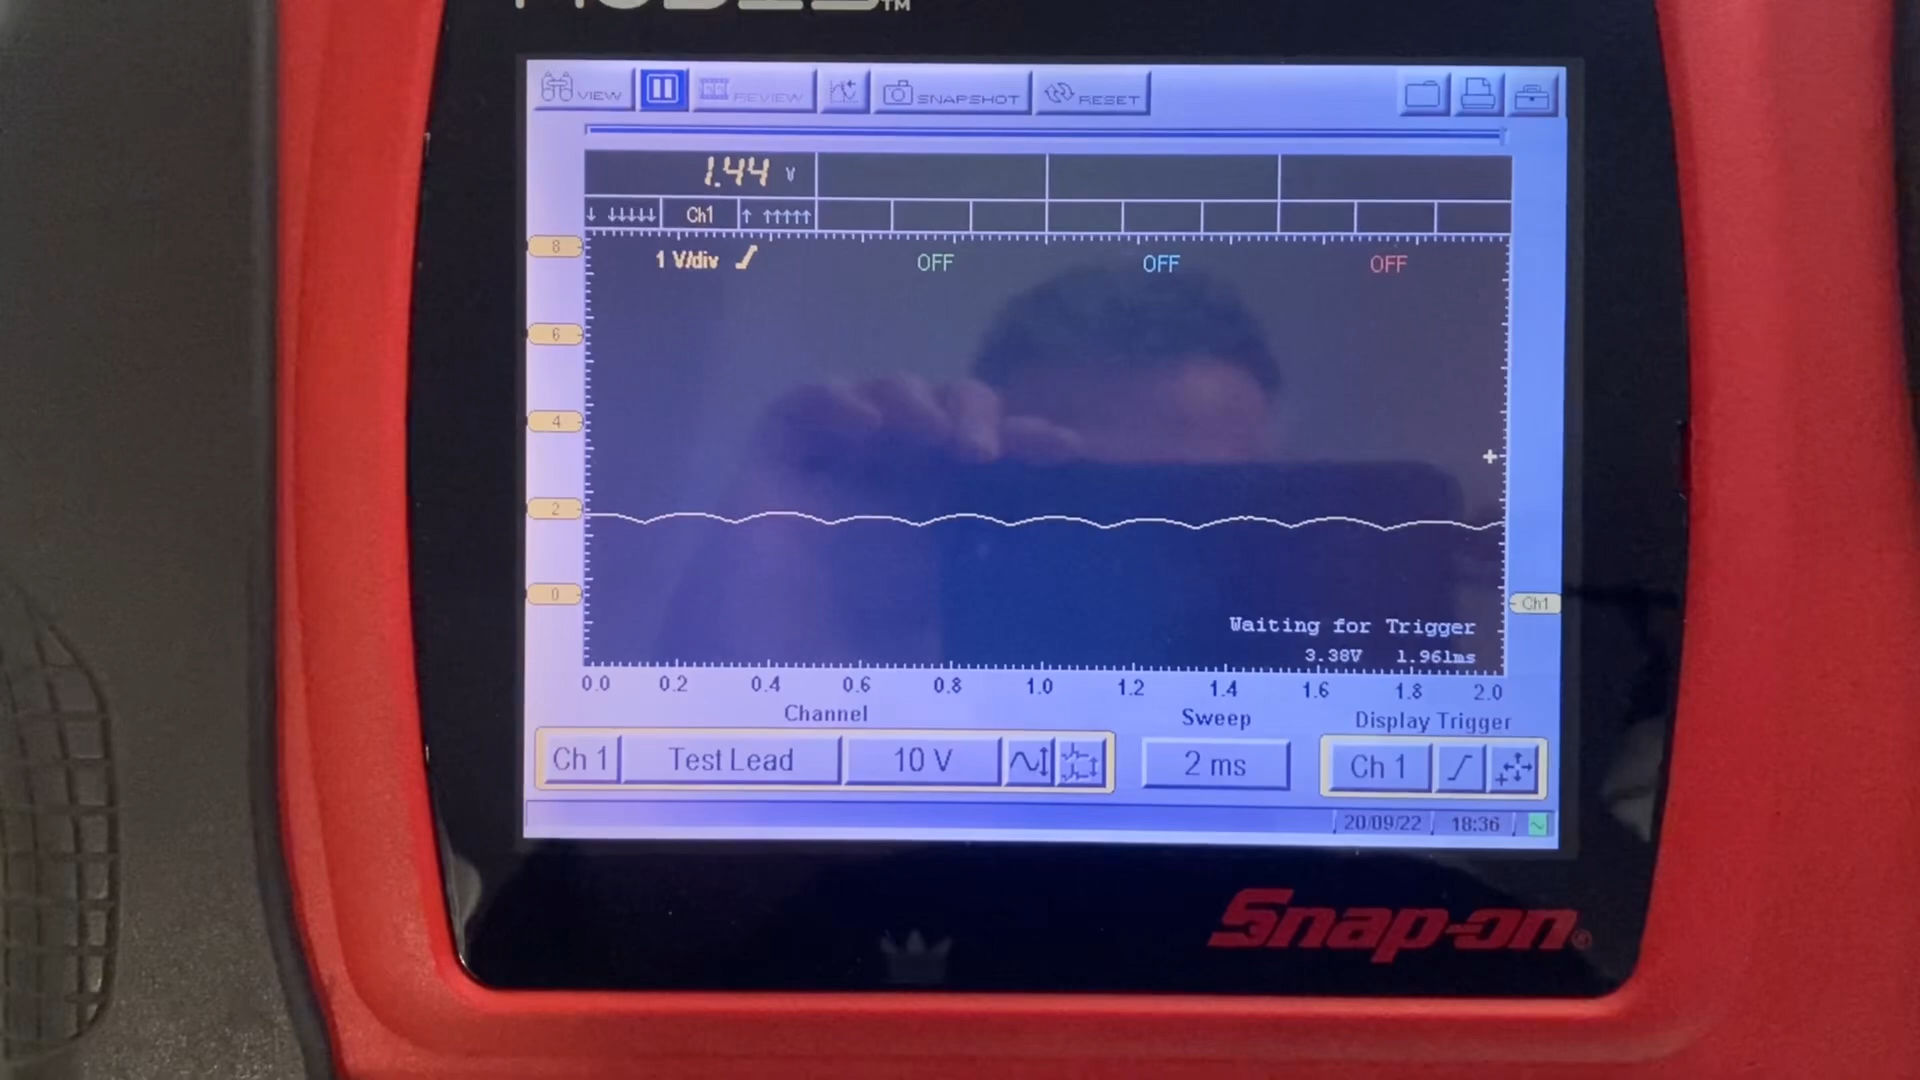 VIEW REVIEW SNAPSHOT RESET
1.44 V
Ch1
1 V/div OFF OFF OFF
8
6
4
2
0
Ch1
Waiting for Trigger
3.38V 1.961ms
0.0 0.2 0.4 0.6 0.8 1.0 1.2 1.4 1.6 1.8 2.0
Channel Sweep Display Trigger
Ch 1 Test Lead 10 V 2 ms Ch 1
20/09/22 18:36
Snap-on®